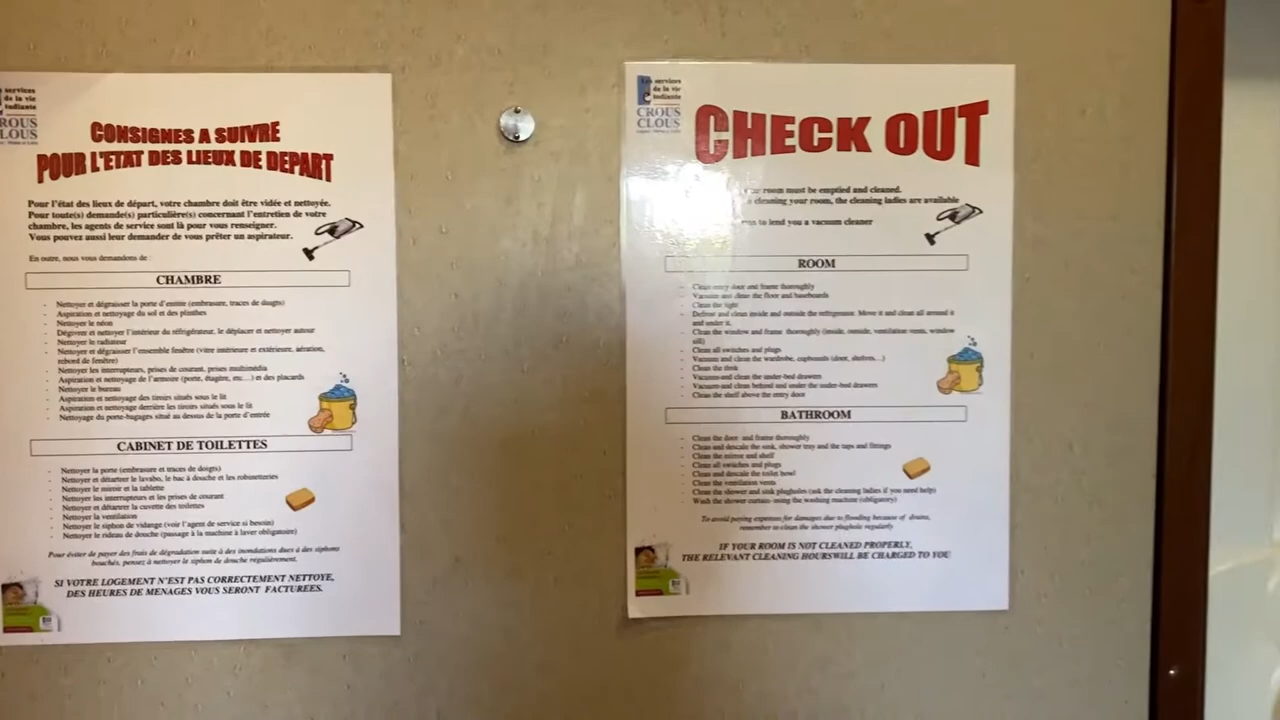 services
de la vie
tudiante
ROUS
LOUS
CONSIGNES A SUIVRE
POUR L'ETAT DES LIEUX DE DEPART
Pour l'état des lieux de départ, votre chambre doit être vidée et nettoyée.
Pour toute(s) demande(s) particulière(s) concernant l'entretien de votre
chambre, les agents de service sont là pour vous renseigner.
Vous pouvez aussi leur demander de vous prêter un aspirateur.
En outre, nous vous demandons de :
CHAMBRE
- Nettoyer et dégraisser la porte d'entrée (embrasure, traces de doigts)
- Aspiration et nettoyage du sol et des plinthes
- Nettoyer le néon
- Dégivrer et nettoyer l'intérieur du réfrigérateur, le déplacer et nettoyer autour
- Nettoyer le radiateur
- Nettoyer et dégraisser l'ensemble fenêtre (vitre intérieure et extérieure, aération,
rebord de fenêtre)
- Nettoyer les interrupteurs, prises de courant, prises multimédia
- Aspiration et nettoyage de l'armoire (porte, étagère, etc...) et des placards
- Nettoyer le bureau
- Aspiration et nettoyage des tiroirs situés sous le lit
- Aspiration et nettoyage derrière les tiroirs situés sous le lit
- Nettoyage du porte-bagages situé au dessus de la porte d'entrée
CABINET DE TOILETTES
- Nettoyer la porte (embrasure et traces de doigts)
- Nettoyer et détartrer le lavabo, le bac à douche et les robinetteries
- Nettoyer le miroir et la tablette
- Nettoyer les interrupteurs et les prises de courant
- Nettoyer et détartrer la cuvette des toilettes
- Nettoyer la ventilation
- Nettoyer le siphon de vidange (voir l'agent de service si besoin)
- Nettoyer le rideau de douche (passage à la machine à laver obligatoire)
Pour éviter de payer des frais de dégradation suite à des inondations dues à des siphons
bouchés, pensez à nettoyer le siphon de douche régulièrement.
SI VOTRE LOGEMENT N'EST PAS CORRECTEMENT NETTOYE,
DES HEURES DE MENAGES VOUS SERONT FACTUREES.
Les services
de la vie
étudiante
CROUS
CLOUS
CHECK OUT
room must be emptied and cleaned.
cleaning your room, the cleaning ladies are available
to lend you a vacuum cleaner
ROOM
- Clean entry door and frame thoroughly
- Vacuum and clean the floor and baseboards
- Clean the light
- Defrost and clean inside and outside the refrigerator. Move it and clean all around it
and under it.
- Clean the window and frame thoroughly (inside, outside, ventilation vents, window
sill)
- Clean all switches and plugs
- Vacuum and clean the wardrobe, cupboards (door, shelves...)
- Clean the desk
- Vacuum and clean the under-bed drawers
- Vacuum and clean behind and under the under-bed drawers
- Clean the shelf above the entry door
BATHROOM
- Clean the door and frame thoroughly
- Clean and descale the sink, shower tray and the taps and fittings
- Clean the mirror and shelf
- Clean all switches and plugs
- Clean and descale the toilet bowl
- Clean the ventilation vents
- Clean the shower and sink plugholes (ask the cleaning ladies if you need help)
- Wash the shower curtain using the washing machine (obligatory)
To avoid paying expenses for damages due to flooding because of drains,
remember to clean the shower plughole regularly
IF YOUR ROOM IS NOT CLEANED PROPERLY,
THE RELEVANT CLEANING HOURSWILL BE CHARGED TO YOU